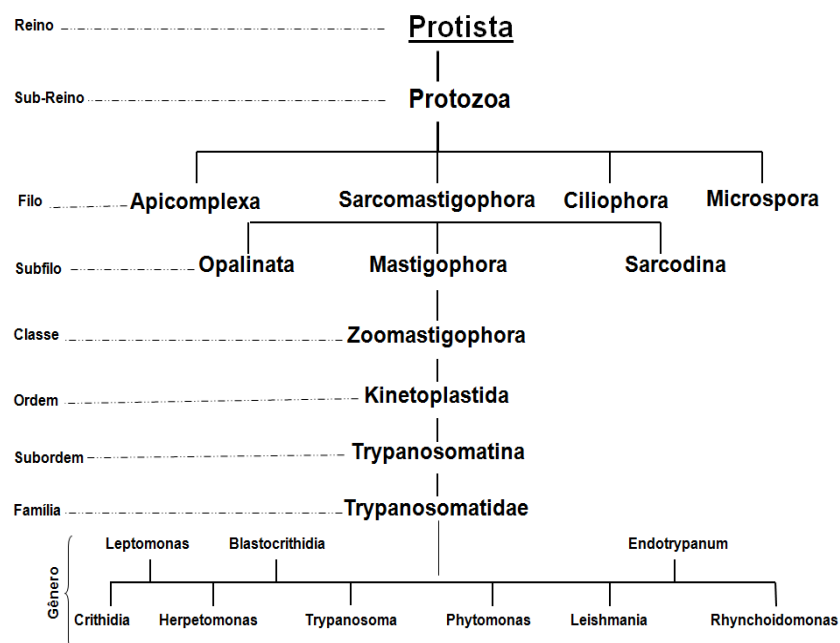 Reino Protista
Sub-Reino Protozoa
Filo Apicomplexa Sarcomastigophora Ciliophora Microspora
Subfilo Opalinata Mastigophora Sarcodina
Classe Zoomastigophora
Ordem Kinetoplastida
Subordem Trypanosomatina
Família Trypanosomatidae
Gênero
Leptomonas Blastocrithidia Endotrypanum
Crithidia Herpetomonas Trypanosoma Phytomonas Leishmania Rhynchoidomonas